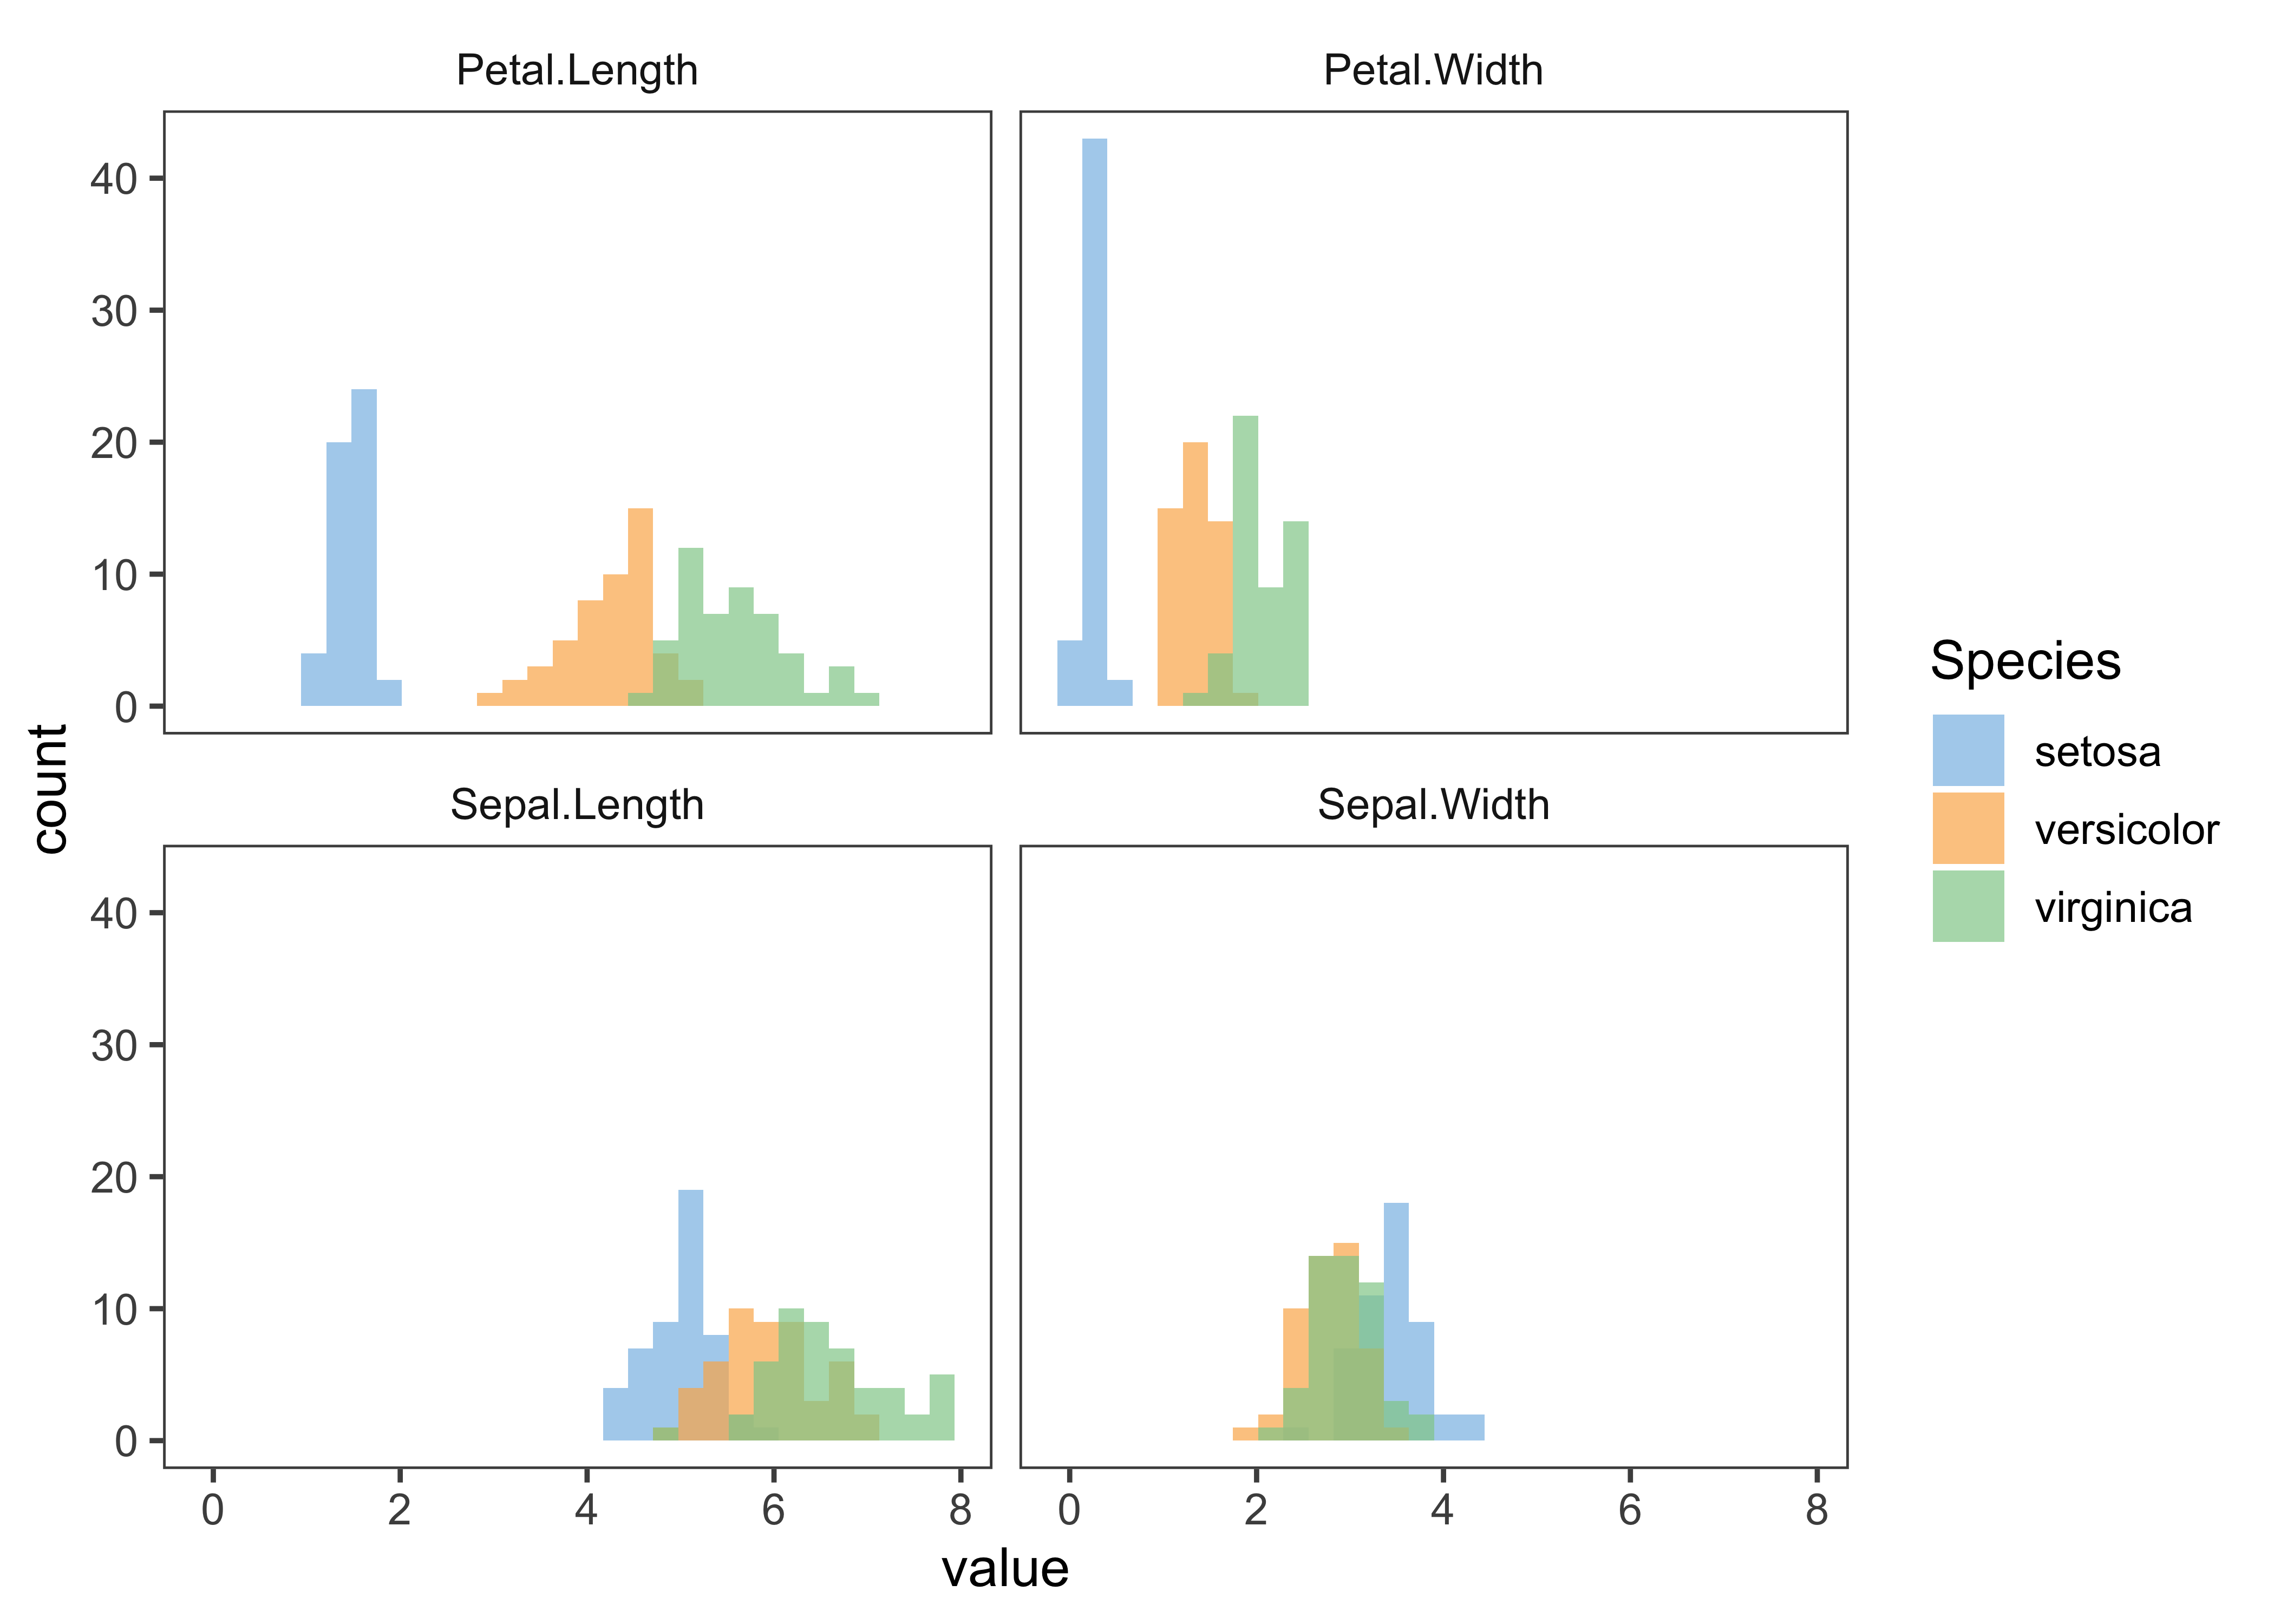 Petal.Length
Petal.Width
40
30
20
10
0
Sepal.Length
Sepal.Width
40
30
20
10
0
0 2 4 6 8
0 2 4 6 8
value
count
Species
setosa
versicolor
virginica